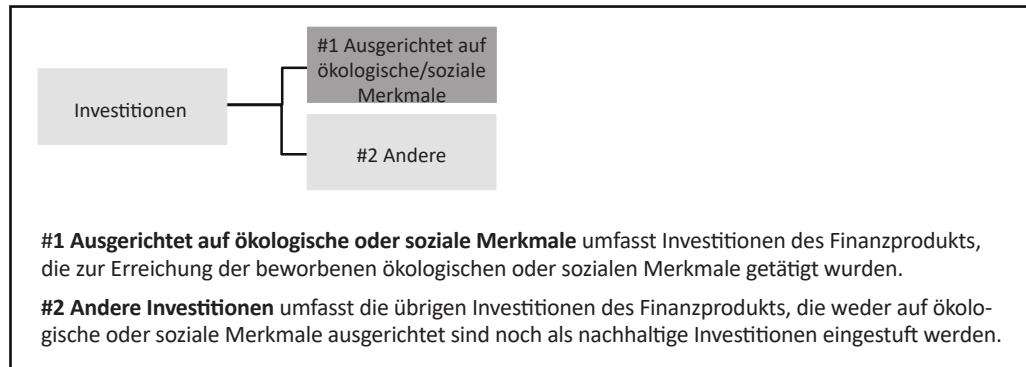 #1 Ausgerichtet auf
ökologische/soziale
Merkmale
Investitionen
#2 Andere
#1 Ausgerichtet auf ökologische oder soziale Merkmale umfasst Investitionen des Finanzprodukts,
die zur Erreichung der beworbenen ökologischen oder sozialen Merkmale getätigt wurden.
#2 Andere Investitionen umfasst die übrigen Investitionen des Finanzprodukts, die weder auf ökolo-
gische oder soziale Merkmale ausgerichtet sind noch als nachhaltige Investitionen eingestuft werden.